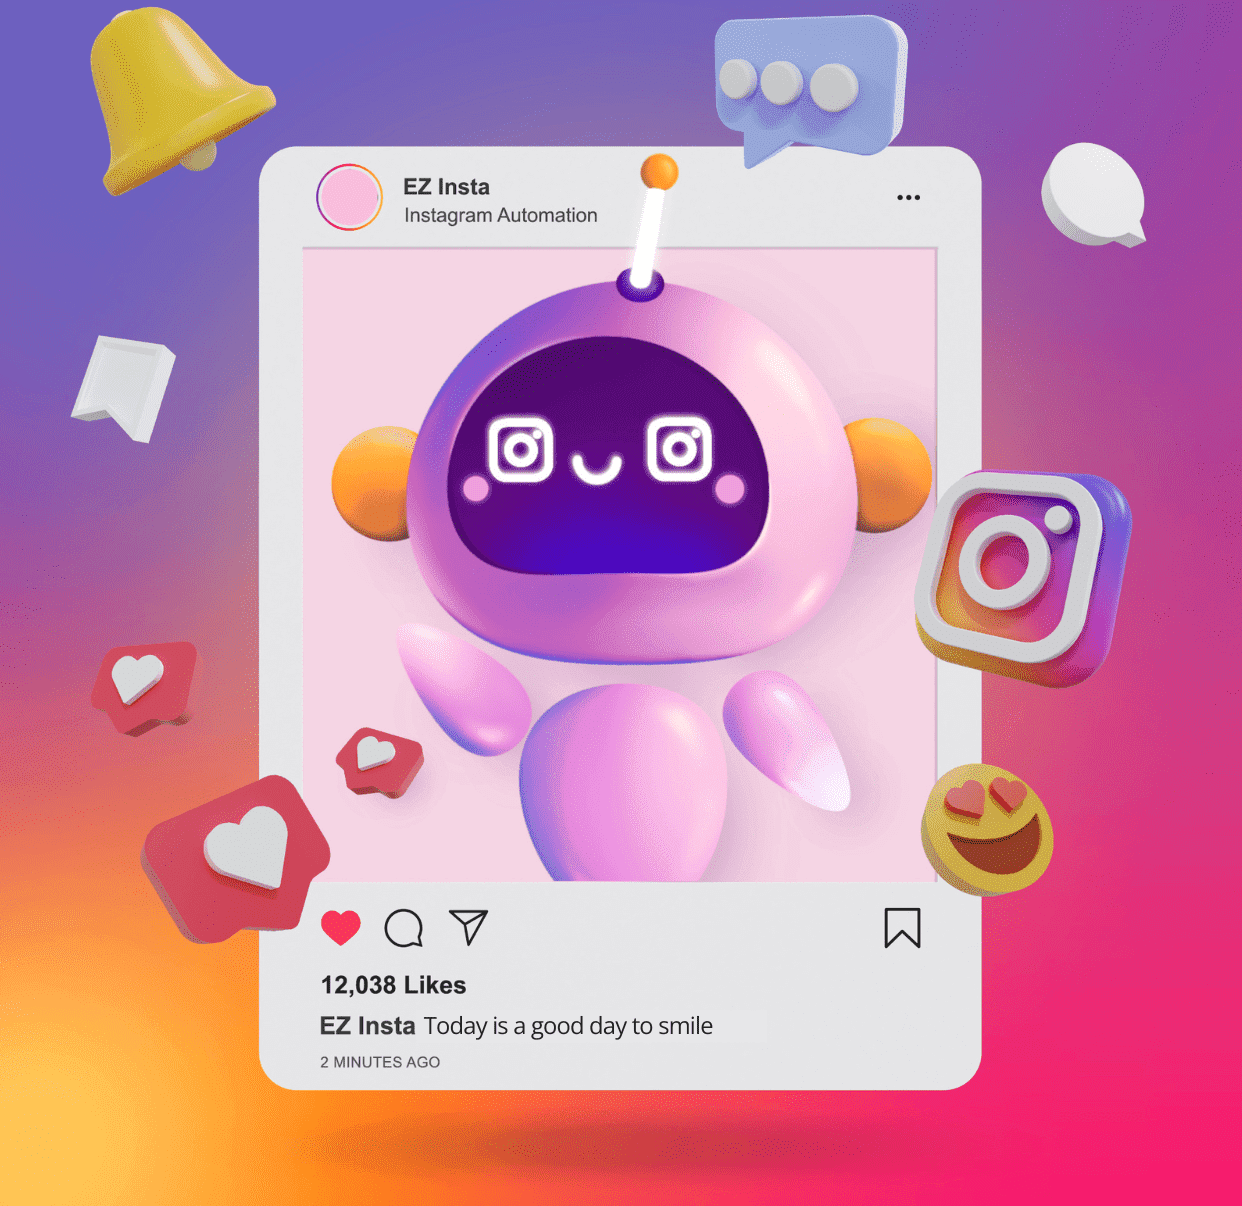 EZ Insta
Instagram Automation
12,038 Likes
EZ Insta Today is a good day to smile
2 MINUTES AGO